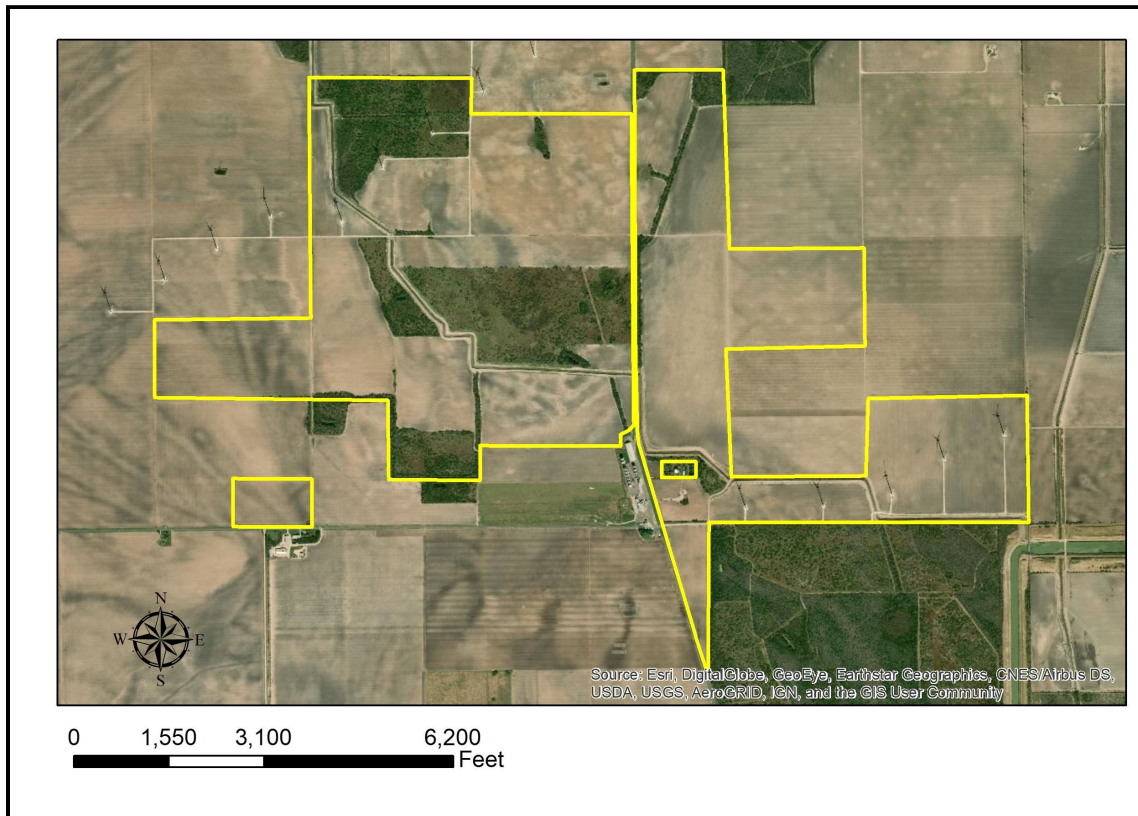 N
W E
S
Source: Esri, DigitalGlobe, GeoEye, Earthstar Geographics, CNES/Airbus DS,
USDA, USGS, AeroGRID, IGN, and the GIS User Community
0 1,550 3,100 6,200
Feet